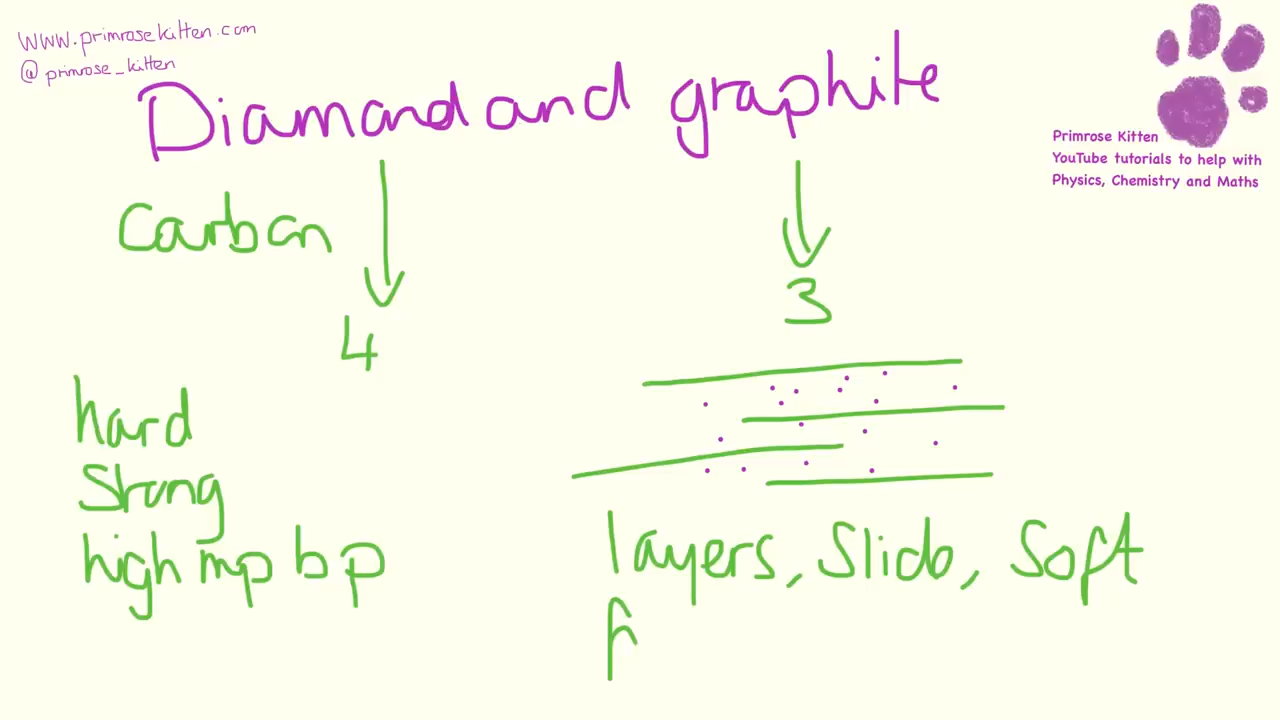 www.primrosekitten.com
@primrose_kitten
Diamond and graphite
Primrose Kitten
YouTube tutorials to help with
Physics, Chemistry and Maths
Carbon
4
3
hard
Strong
high mp bp
layers, Slide, Soft